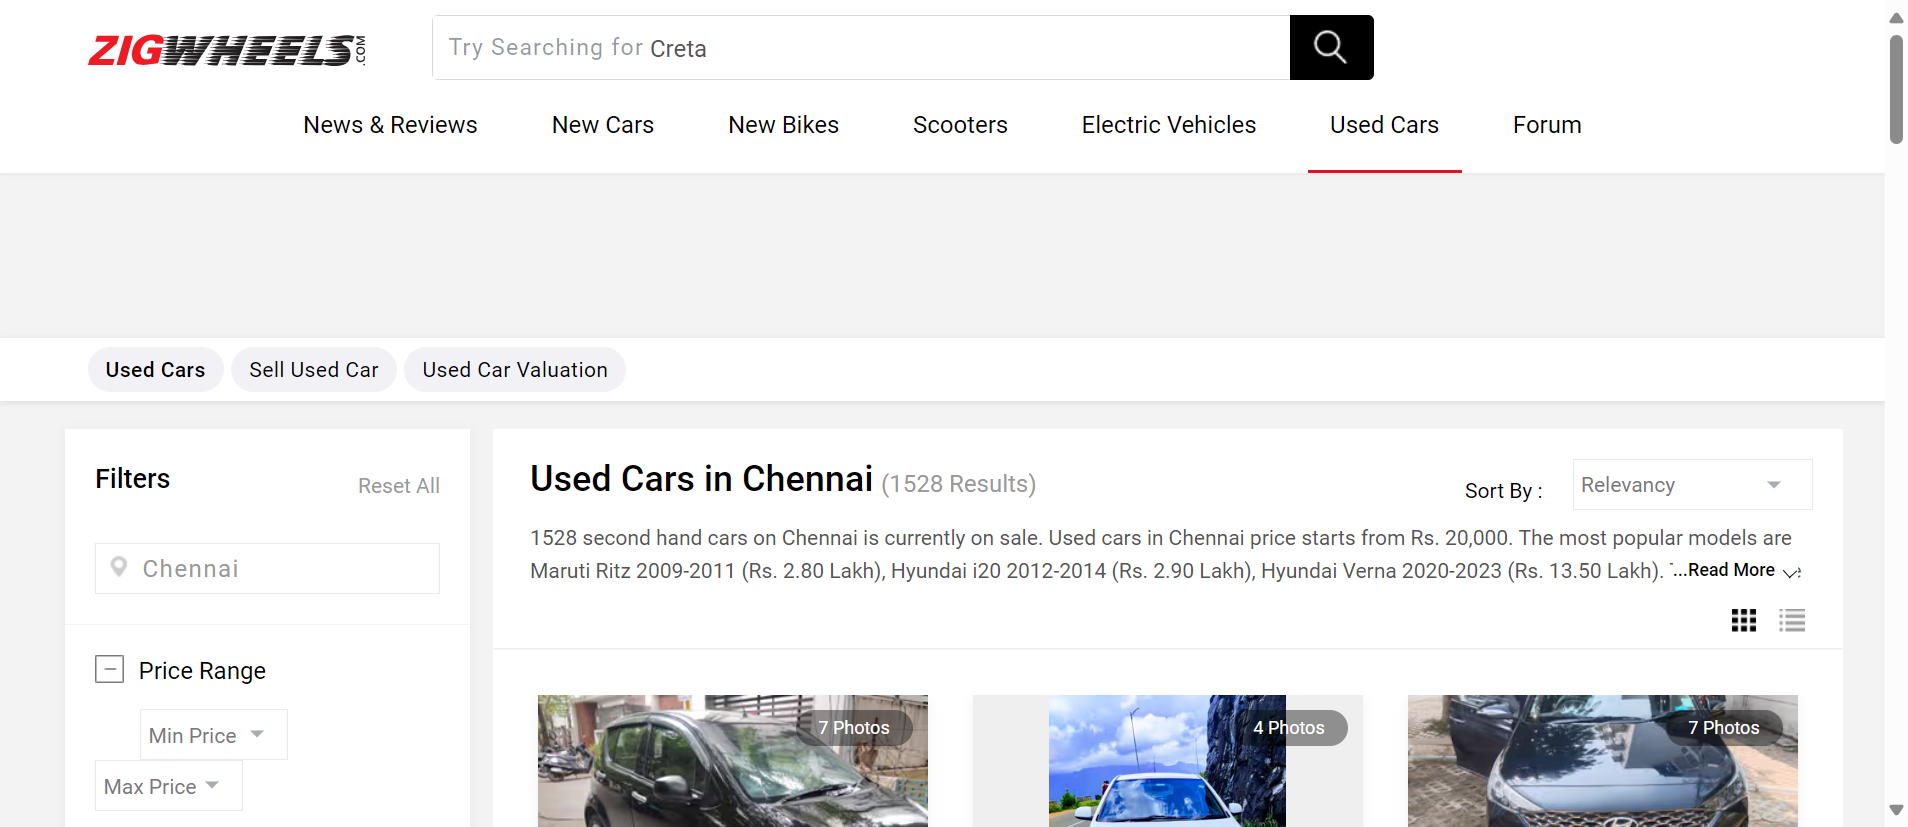 ZIGWHEELS.COM
Try Searching for Creta
News & Reviews
New Cars
New Bikes
Scooters
Electric Vehicles
Used Cars
Forum
Used Cars
Sell Used Car
Used Car Valuation
Filters
Reset All
Chennai
Price Range
Min Price
Max Price
Used Cars in Chennai (1528 Results)
Sort By :
Relevancy
1528 second hand cars on Chennai is currently on sale. Used cars in Chennai price starts from Rs. 20,000. The most popular models are
Maruti Ritz 2009-2011 (Rs. 2.80 Lakh), Hyundai i20 2012-2014 (Rs. 2.90 Lakh), Hyundai Verna 2020-2023 (Rs. 13.50 Lakh). ...Read More
7 Photos
4 Photos
7 Photos